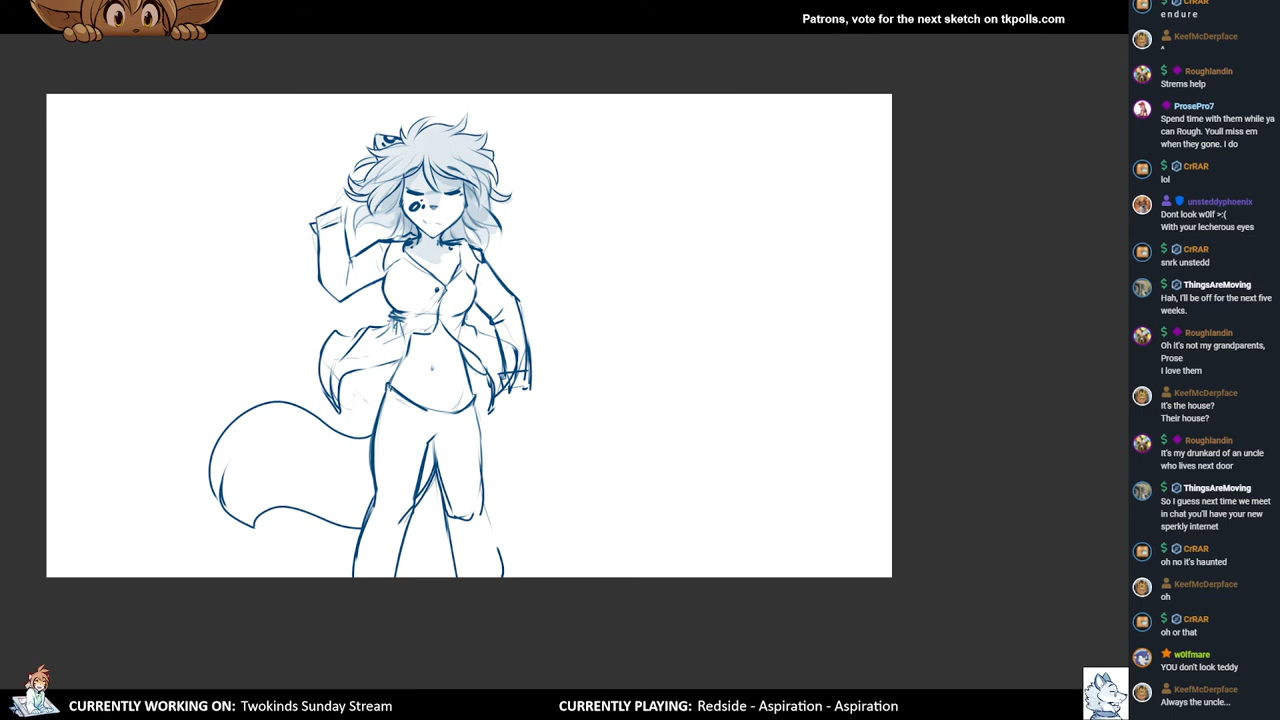 Patrons, vote for the next sketch on tkpolls.com
CrRAR
e n d u r e
KeefMcDerpface
^
Roughlandin
Strems help
ProsePro7
Spend time with them while ya
can Rough. Youll miss em
when they gone. I do
CrRAR
lol
unsteddyphoenix
Dont look w0lf >:(
With your lecherous eyes
CrRAR
snrk unstedd
ThingsAreMoving
Hah, I'll be off for the next five
weeks.
Roughlandin
Oh it's not my grandparents,
Prose
I love them
KeefMcDerpface
It's the house?
Their house?
Roughlandin
It's my drunkard of an uncle
who lives next door
ThingsAreMoving
So I guess next time we meet
in chat you'll have your new
sperkly internet
CrRAR
oh no it's haunted
KeefMcDerpface
oh
CrRAR
oh or that
w0lfmare
YOU don't look teddy
KeefMcDerpface
Always the uncle...
CURRENTLY WORKING ON: Twokinds Sunday Stream
CURRENTLY PLAYING: Redside - Aspiration - Aspiration